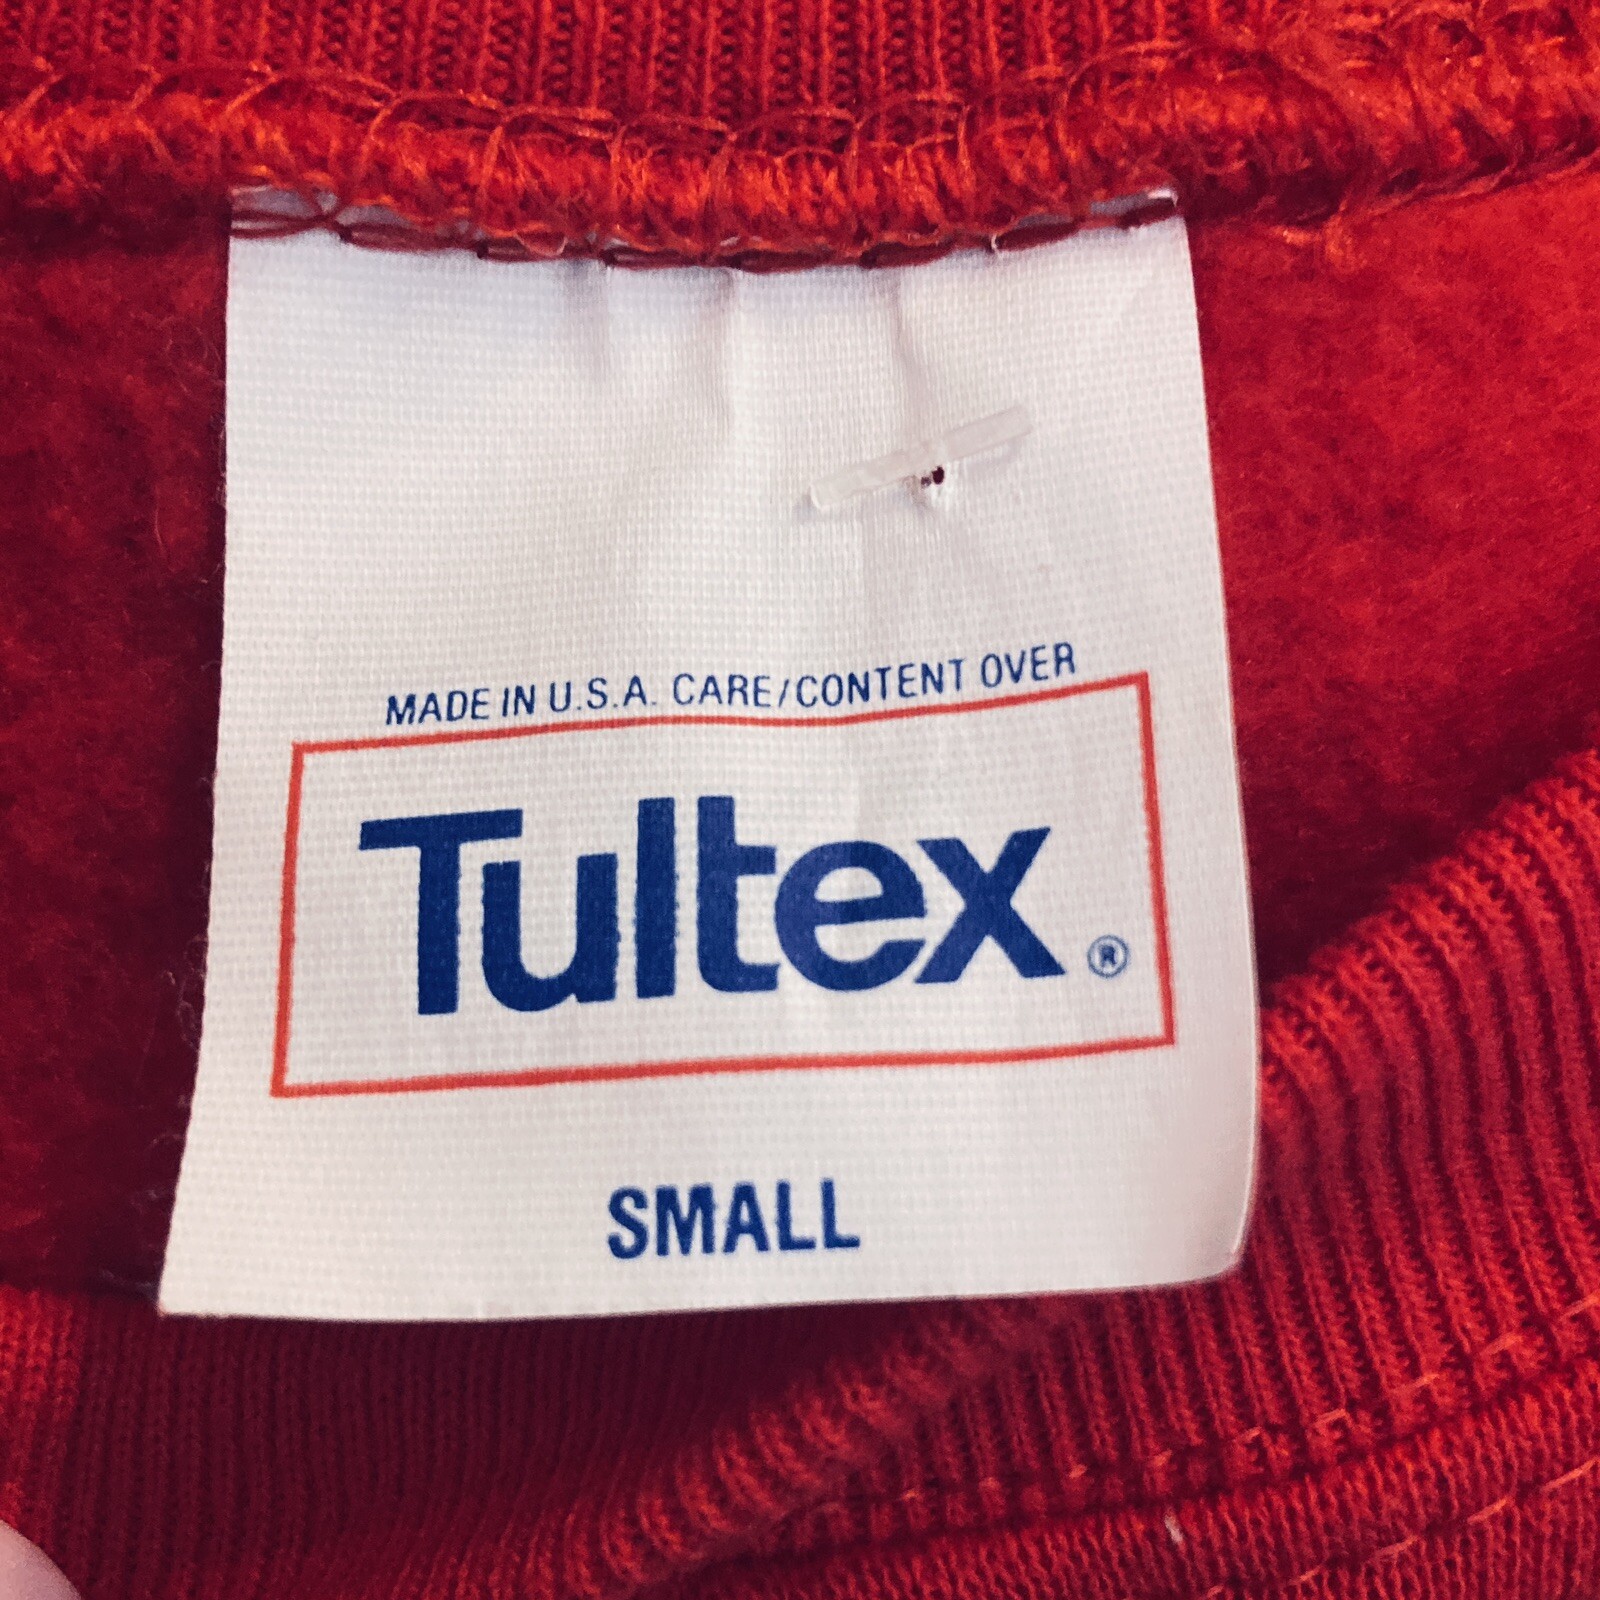 MADE IN U.S.A. CARE/CONTENT OVER
Tultex®
SMALL